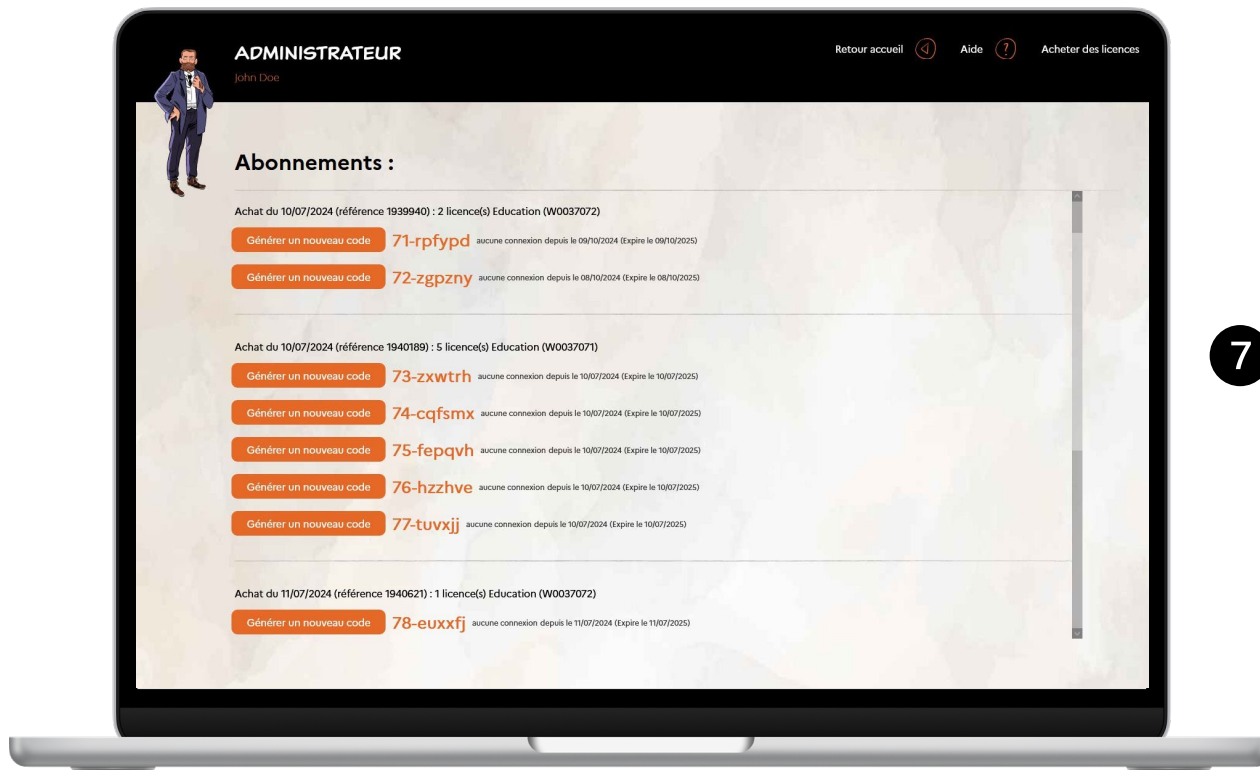 ADMINISTRATEUR
John Doe
Retour accueil
Aide ?
Acheter des licences
Abonnements :
Achat du 10/07/2024 (référence 1939940) : 2 licence(s) Education (W0037072)
Générer un nouveau code 71-rpfypd aucune connexion depuis le 09/10/2024 (Expire le 09/10/2025)
Générer un nouveau code 72-zgpzny aucune connexion depuis le 08/10/2024 (Expire le 08/10/2025)
Achat du 10/07/2024 (référence 1940189) : 5 licence(s) Education (W0037071)
Générer un nouveau code 73-zxwtrh aucune connexion depuis le 10/07/2024 (Expire le 10/07/2025)
Générer un nouveau code 74-cqfsmx aucune connexion depuis le 10/07/2024 (Expire le 10/07/2025)
Générer un nouveau code 75-fepqvh aucune connexion depuis le 10/07/2024 (Expire le 10/07/2025)
Générer un nouveau code 76-hzzhve aucune connexion depuis le 10/07/2024 (Expire le 10/07/2025)
Générer un nouveau code 77-tuvxjj aucune connexion depuis le 10/07/2024 (Expire le 10/07/2025)
Achat du 11/07/2024 (référence 1940621) : 1 licence(s) Education (W0037072)
Générer un nouveau code 78-euxxfj aucune connexion depuis le 11/07/2024 (Expire le 11/07/2025)
7